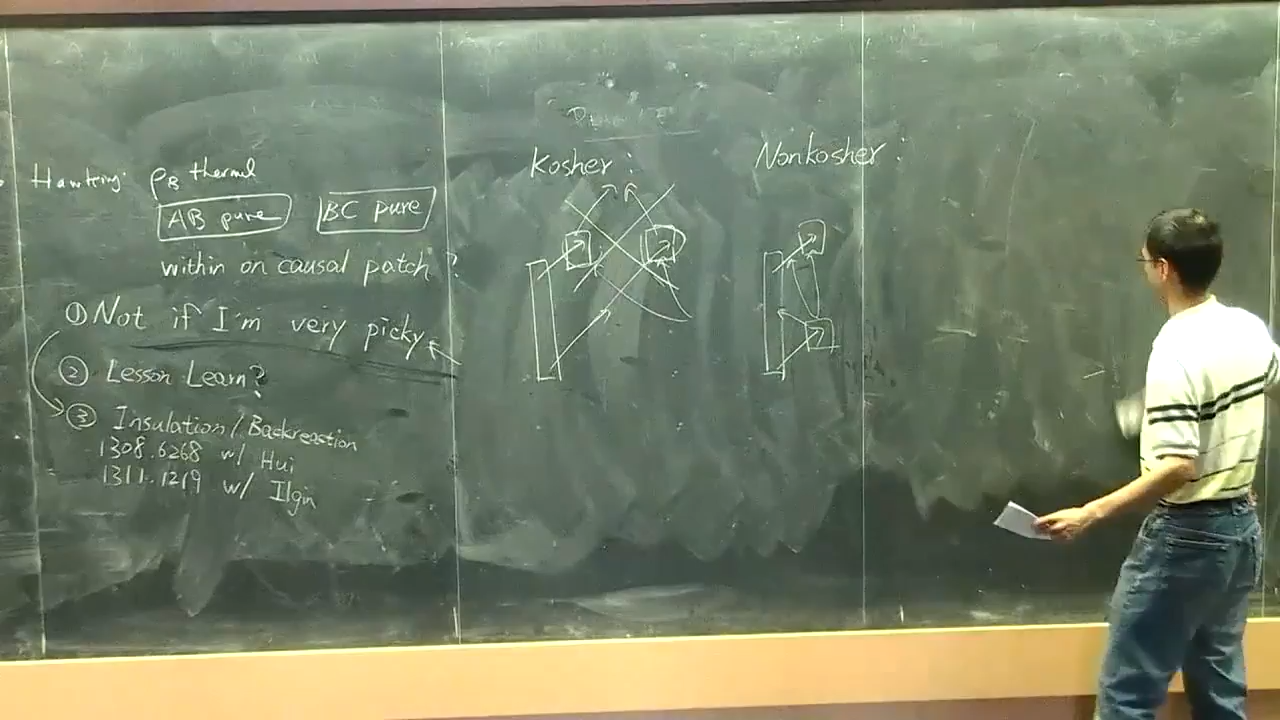 Hawking: ρB thermal
AB pure BC pure
within on causal patch ?
① Not if I'm very picky
② Lesson Learn?
③ Insulation/Backreaction
1308.6268 w/ Hui
1311.1219 w/ Ilgin
Kosher :
Nonkosher :